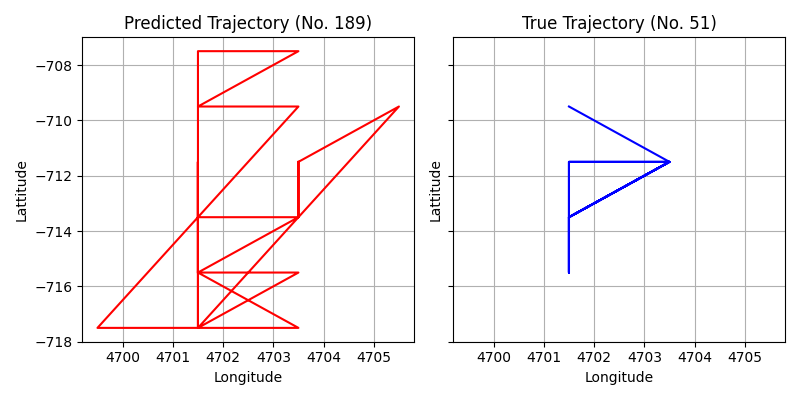 Predicted Trajectory (No. 189)
True Trajectory (No. 51)
Lattitude
−708
−710
−712
−714
−716
−718
4700 4701 4702 4703 4704 4705
Longitude
Lattitude
4700 4701 4702 4703 4704 4705
Longitude